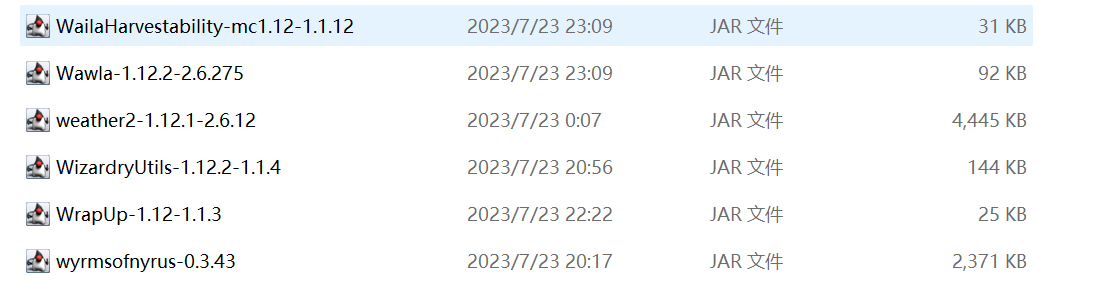 WailaHarvestability-mc1.12-1.1.12 2023/7/23 23:09 JAR 文件 31 KB
Wawla-1.12.2-2.6.275 2023/7/23 23:09 JAR 文件 92 KB
weather2-1.12.1-2.6.12 2023/7/23 0:07 JAR 文件 4,445 KB
WizardryUtils-1.12.2-1.1.4 2023/7/23 20:56 JAR 文件 144 KB
WrapUp-1.12-1.1.3 2023/7/23 22:22 JAR 文件 25 KB
wyrmsofnyrus-0.3.43 2023/7/23 20:17 JAR 文件 2,371 KB